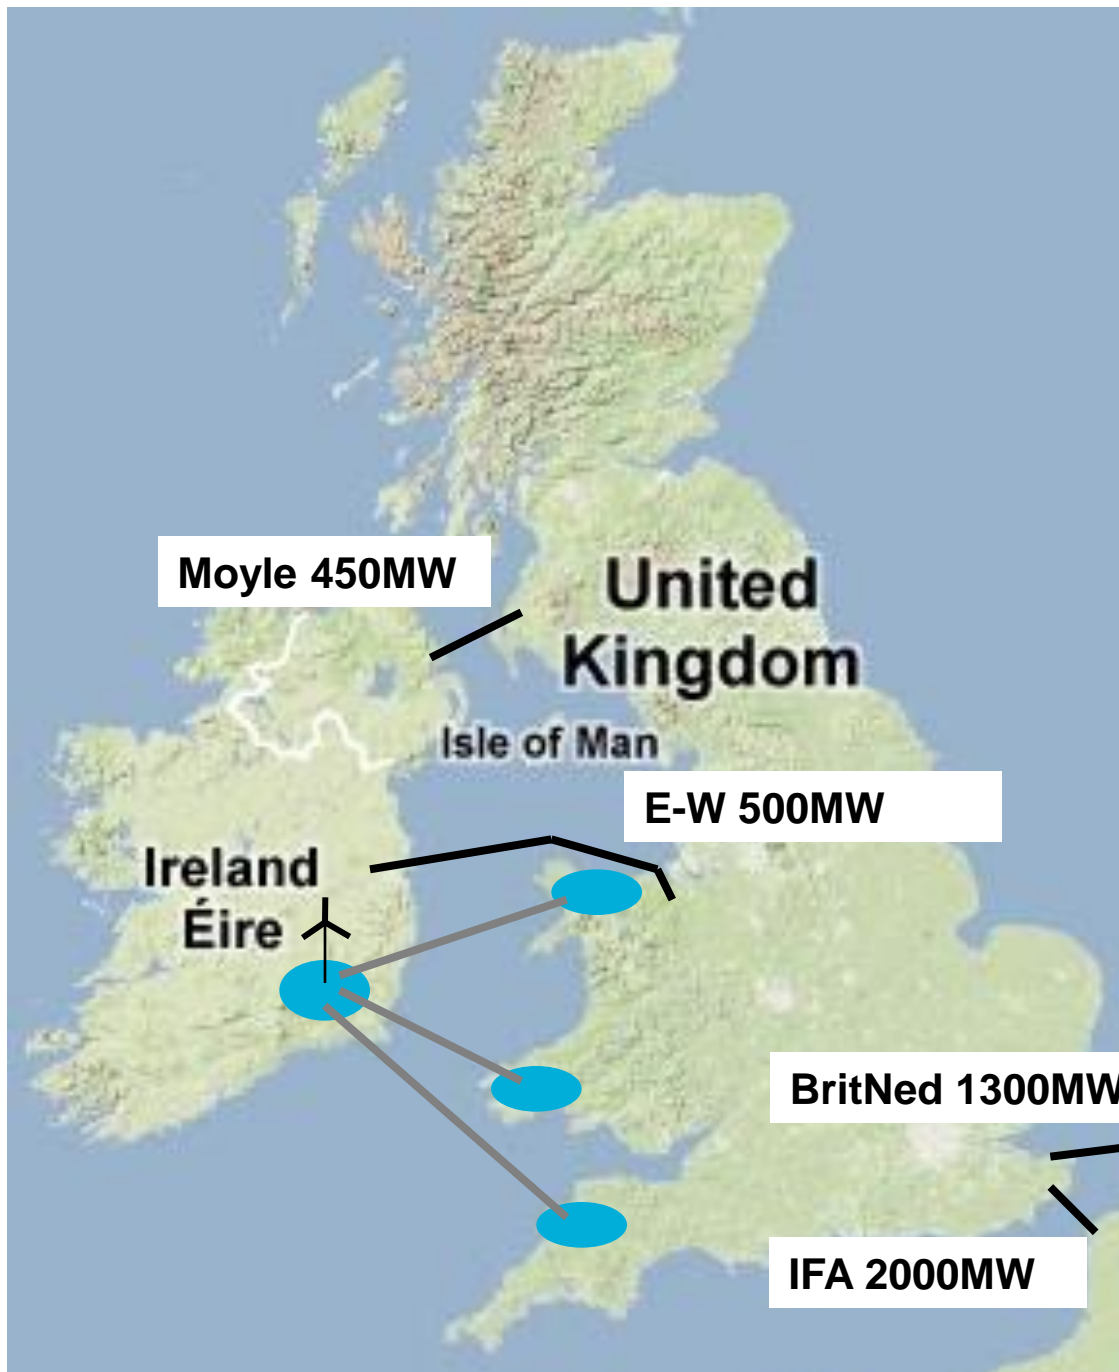 Moyle 450MW
United
Kingdom
Isle of Man
E-W 500MW
Ireland
Éire
BritNed 1300MW
IFA 2000MW